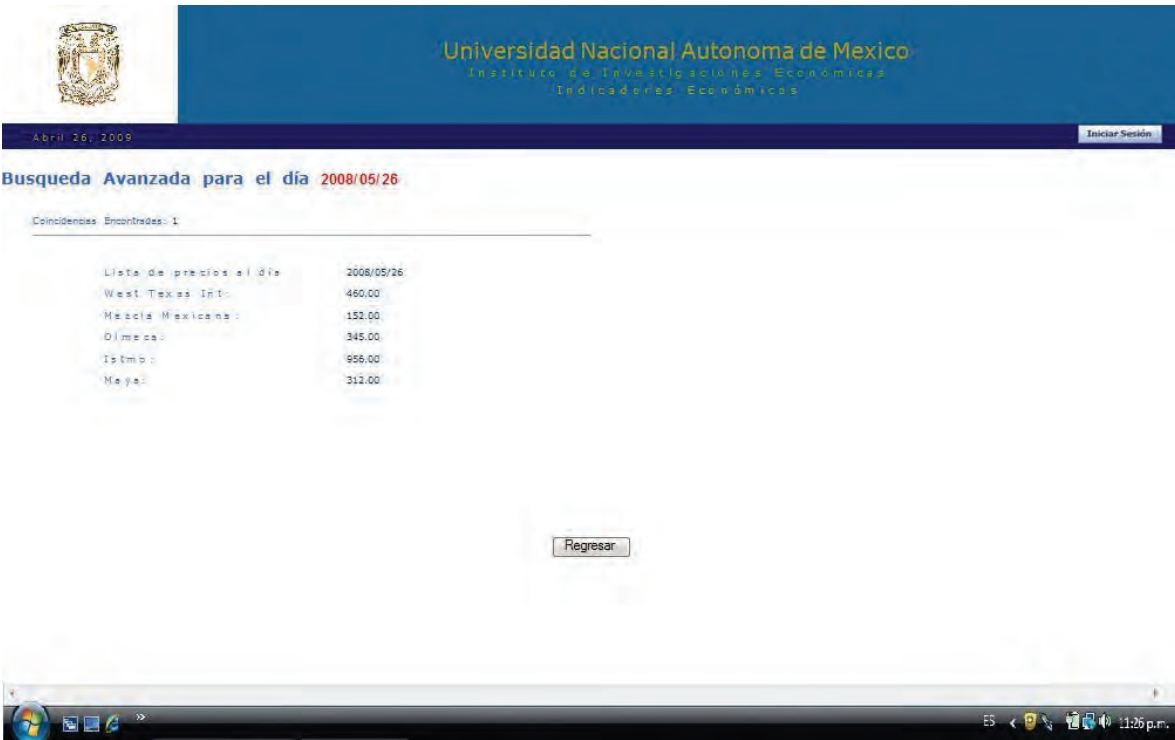 Universidad Nacional Autonoma de Mexico
Instituto de Investigaciones Económicas
Indicadores Económicos
Abril 26, 2009
Iniciar Sesión
Busqueda Avanzada para el día 2008/05/26
Coincidencias Encontradas: 1
Lista de precios al día 2008/05/26
West Texas Int: 460.00
Mezcla Mexicana: 152.00
Olmeca: 345.00
Istmo: 956.00
Maya: 312.00
Regresar
ES 11:26 p.m.